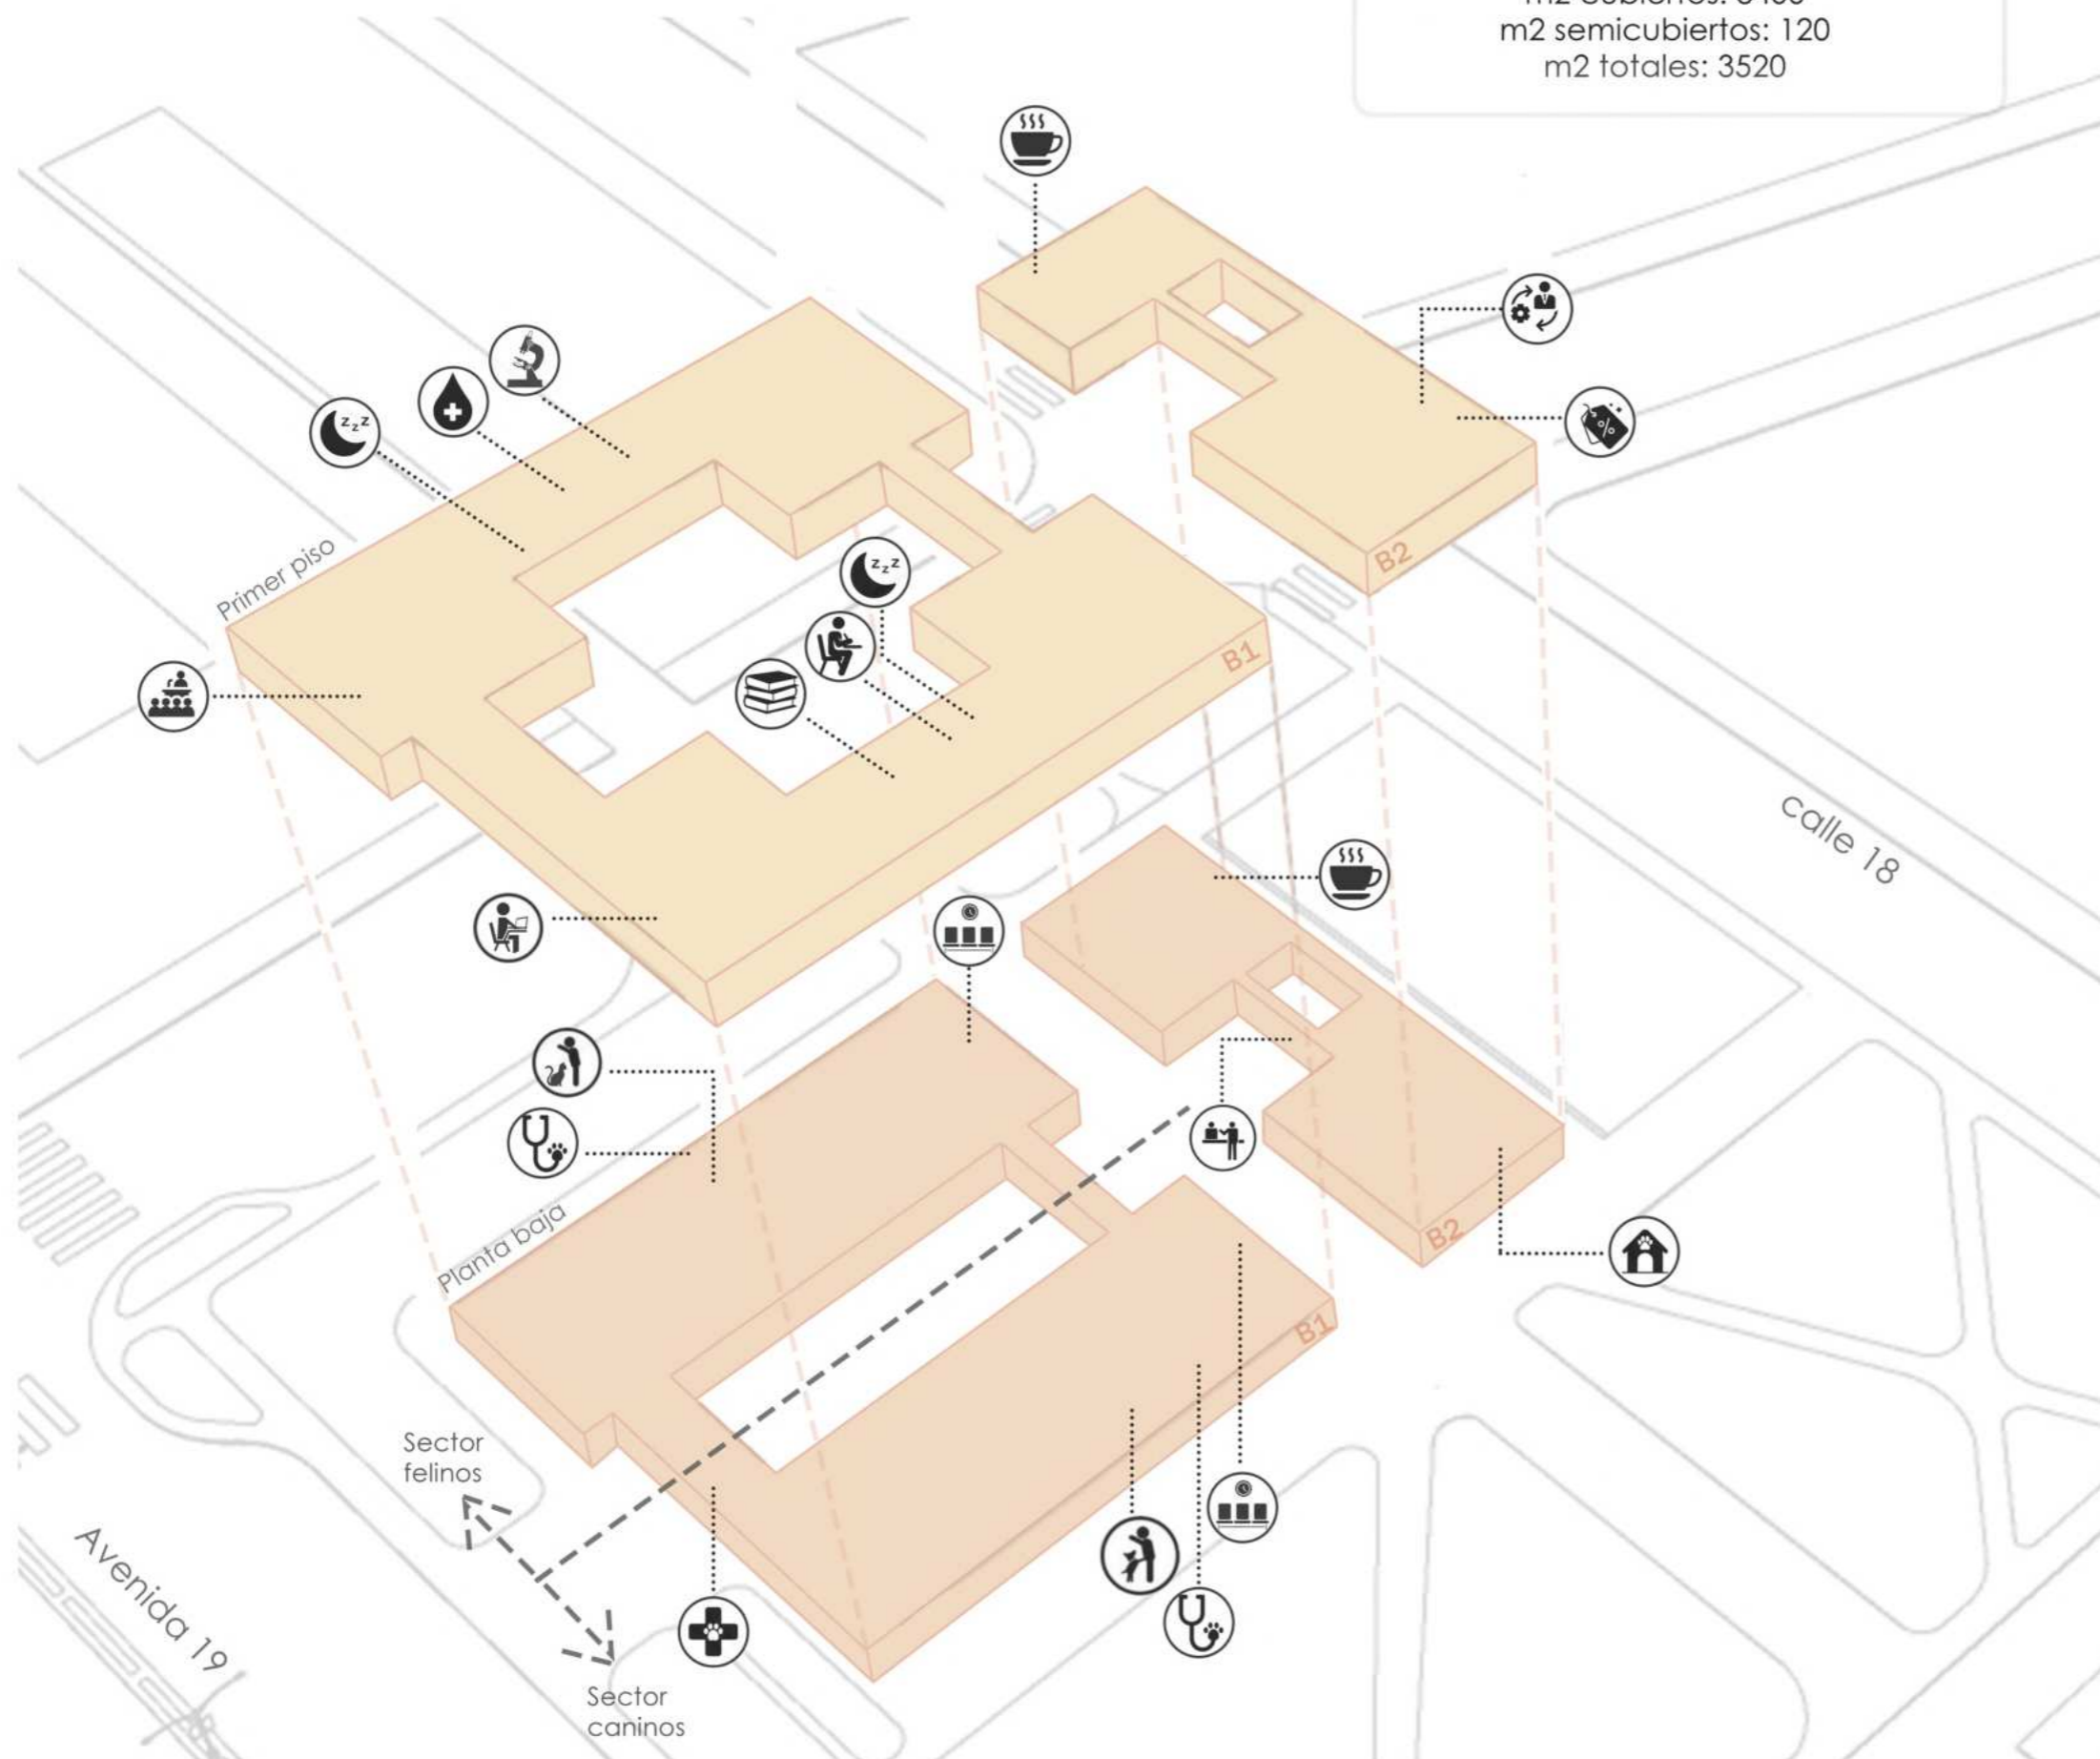 m2 semicubiertos: 120
m2 totales: 3520
B2
Primer piso
B1
calle 18
Planta baja
B2
B1
Sector
felinos
Avenida 19
Sector
caninos